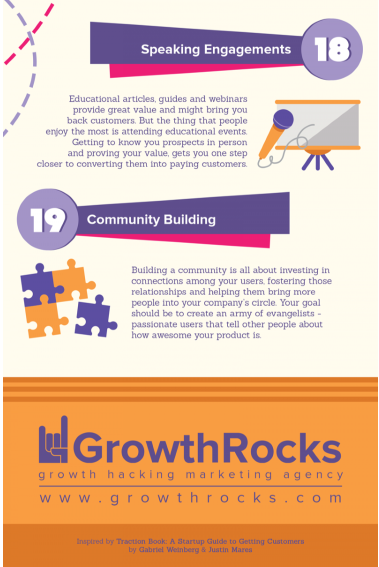 Speaking Engagements 18
Educational articles, guides and webinars
provide great value and might bring you
back customers. But the thing that people
enjoy the most is attending educational events.
Getting to know you prospects in person
and proving your value, gets you one step
closer to converting them into paying customers.
19 Community Building
Building a community is all about investing in
connections among your users, fostering those
relationships and helping them bring more
people into your company's circle. Your goal
should be to create an army of evangelists -
passionate users that tell other people about
how awesome your product is.
GrowthRocks
growth hacking marketing agency
www.growthrocks.com
Inspired by Traction Book: A Startup Guide to Getting Customers
by Gabriel Weinberg & Justin Mares